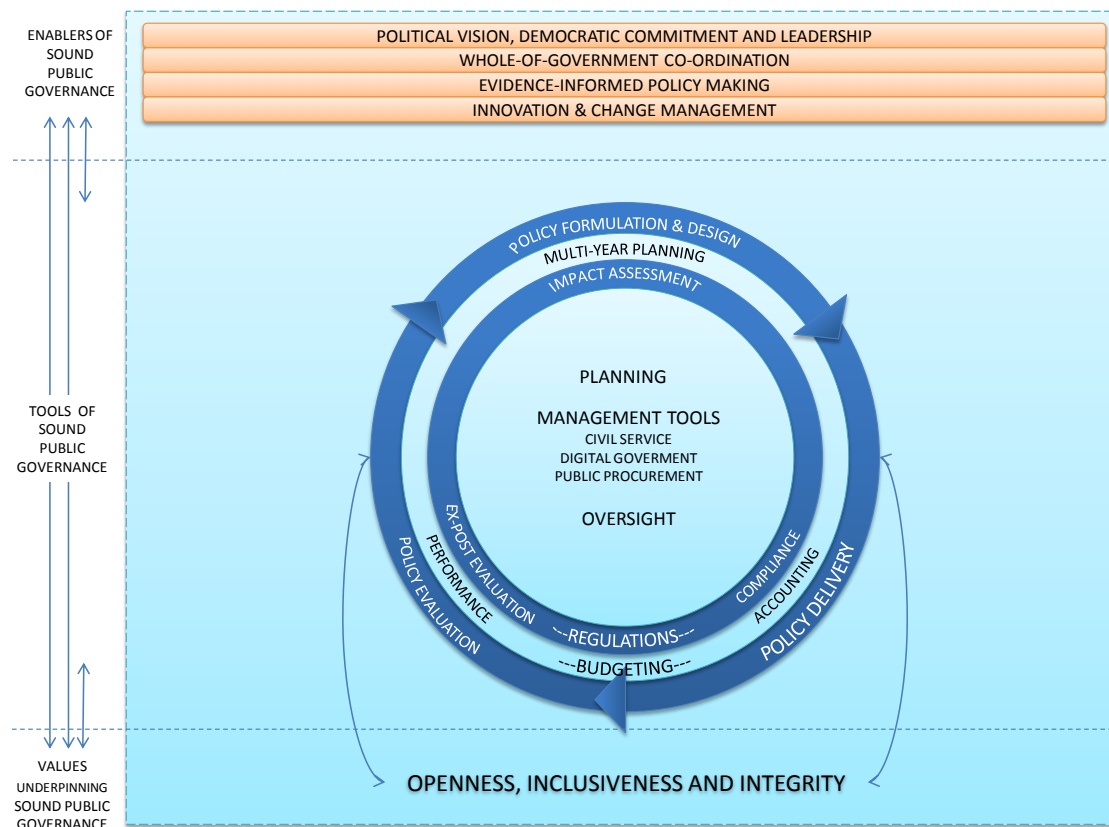 ENABLERS OF
SOUND
PUBLIC
GOVERNANCE
POLITICAL VISION, DEMOCRATIC COMMITMENT AND LEADERSHIP
WHOLE-OF-GOVERNMENT CO-ORDINATION
EVIDENCE-INFORMED POLICY MAKING
INNOVATION & CHANGE MANAGEMENT
TOOLS OF
SOUND
PUBLIC
GOVERNANCE
POLICY FORMULATION & DESIGN
MULTI-YEAR PLANNING
IMPACT ASSESSMENT
PLANNING
MANAGEMENT TOOLS
CIVIL SERVICE
DIGITAL GOVERMENT
PUBLIC PROCUREMENT
OVERSIGHT
POLICY EVALUATION
PERFORMANCE
EX-POST EVALUATION
COMPLIANCE
ACCOUNTING
POLICY DELIVERY
---REGULATIONS---
---BUDGETING---
VALUES
UNDERPINNING
SOUND PUBLIC
GOVERNANCE
OPENNESS, INCLUSIVENESS AND INTEGRITY